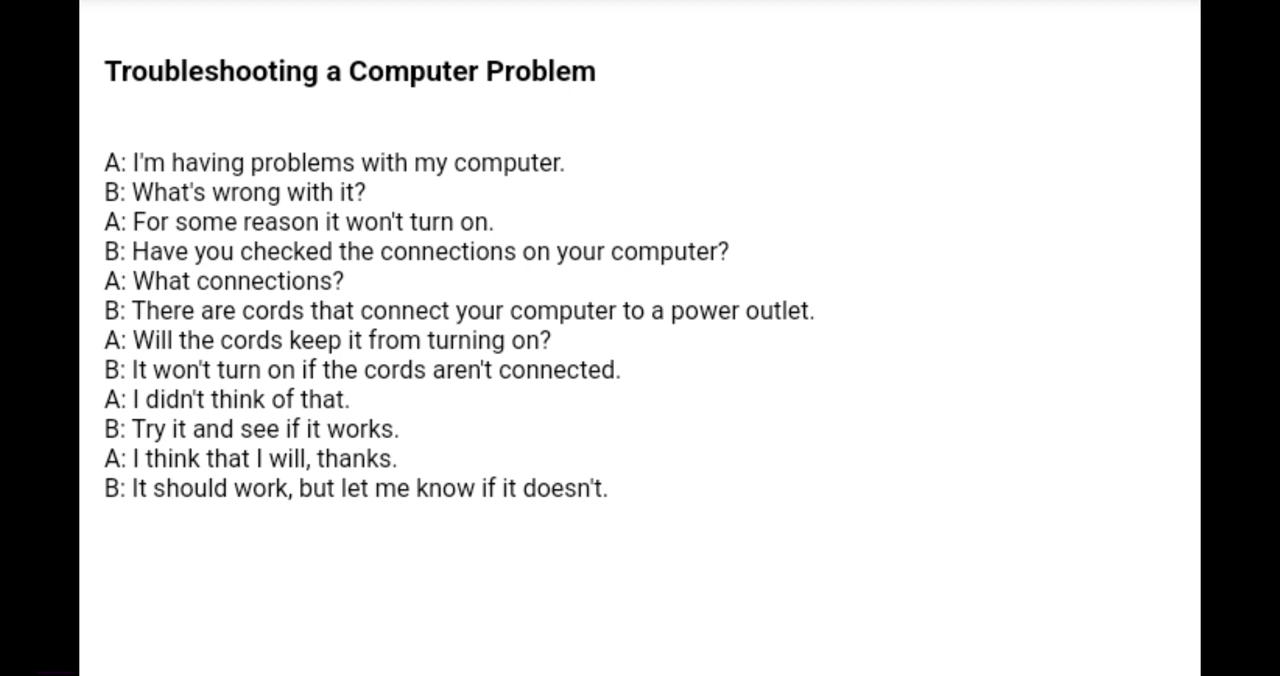 Troubleshooting a Computer Problem
A: I'm having problems with my computer.
B: What's wrong with it?
A: For some reason it won't turn on.
B: Have you checked the connections on your computer?
A: What connections?
B: There are cords that connect your computer to a power outlet.
A: Will the cords keep it from turning on?
B: It won't turn on if the cords aren't connected.
A: I didn't think of that.
B: Try it and see if it works.
A: I think that I will, thanks.
B: It should work, but let me know if it doesn't.